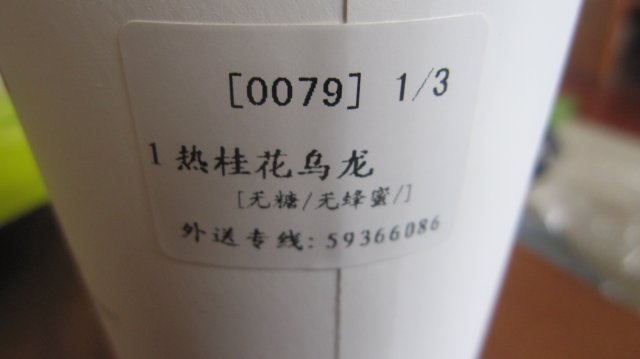 [0079] 1/3
1 热桂花乌龙
[无糖/无蜂蜜/]
外送专线: 59366086